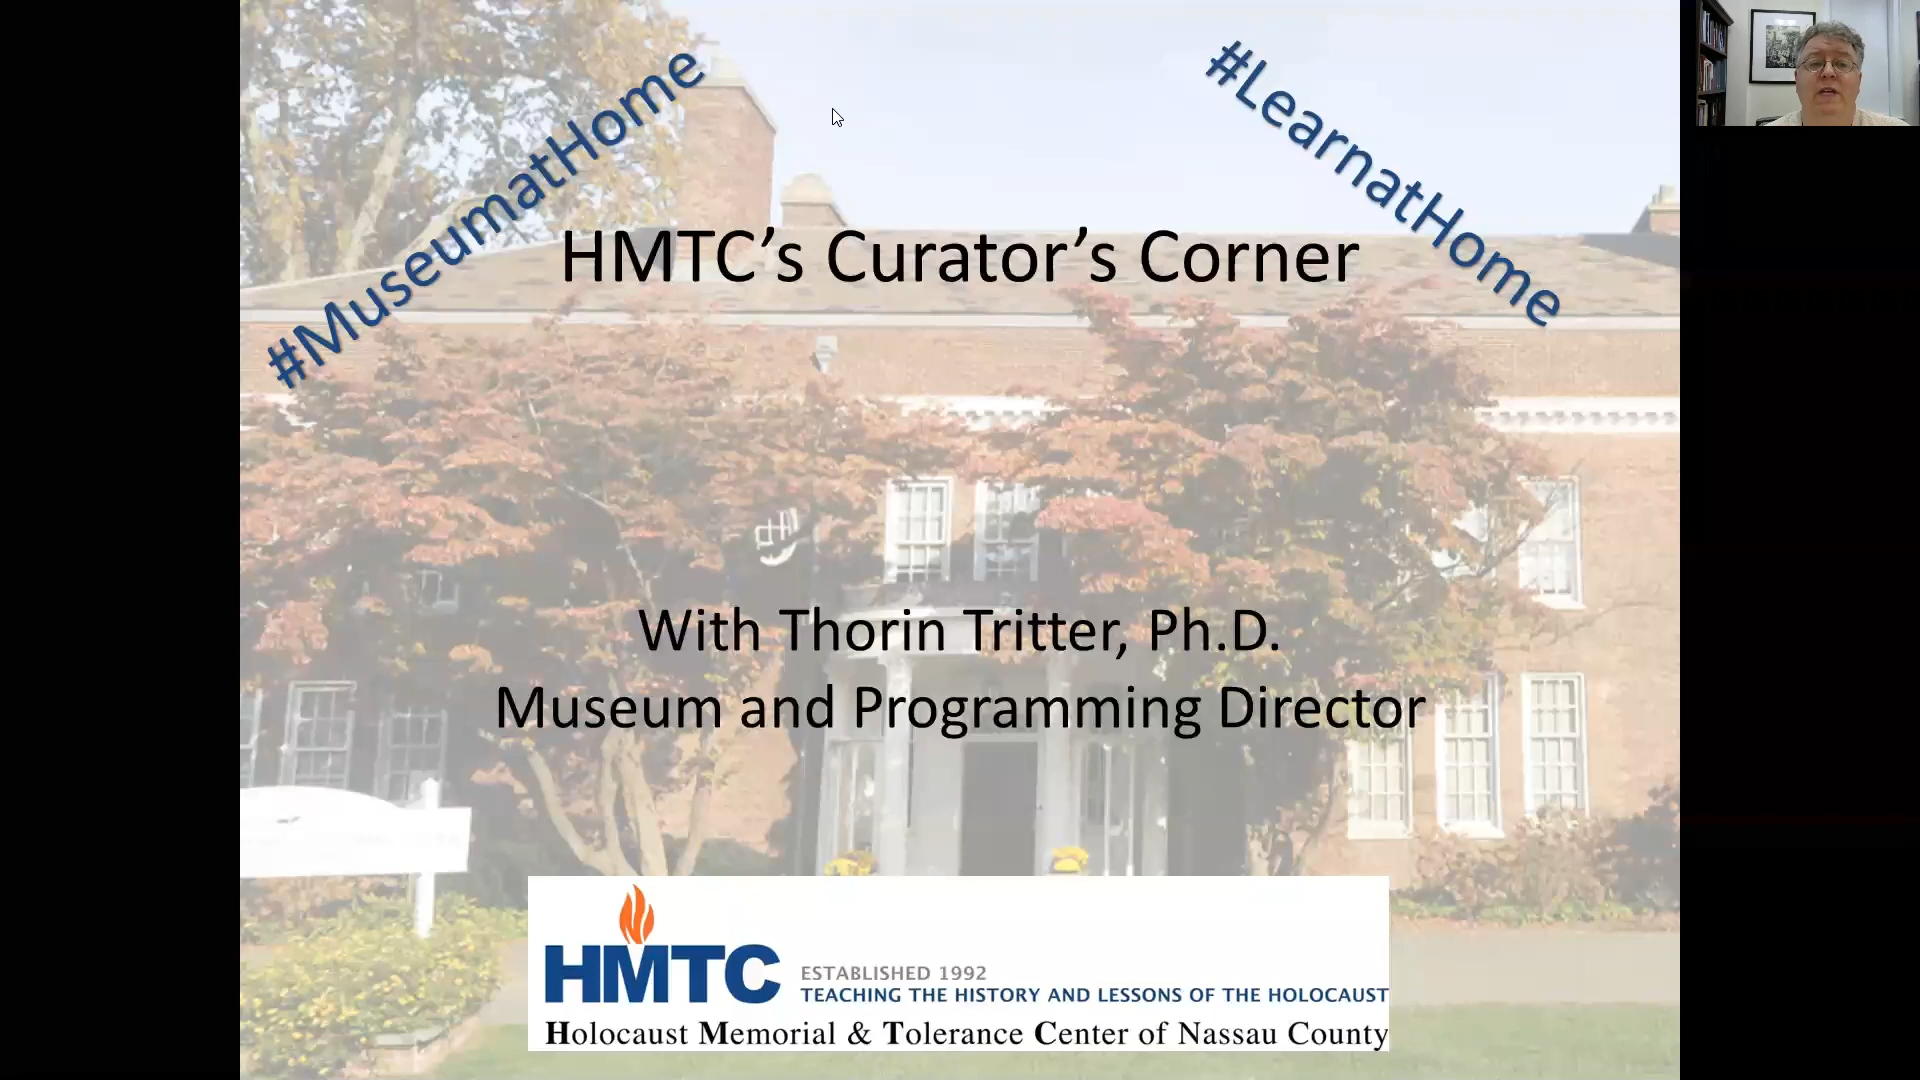 #MuseumatHome
#LearnatHome
HMTC’s Curator’s Corner
With Thorin Tritter, Ph.D.
Museum and Programming Director
HMTC
ESTABLISHED 1992
TEACHING THE HISTORY AND LESSONS OF THE HOLOCAUST
Holocaust Memorial & Tolerance Center of Nassau County